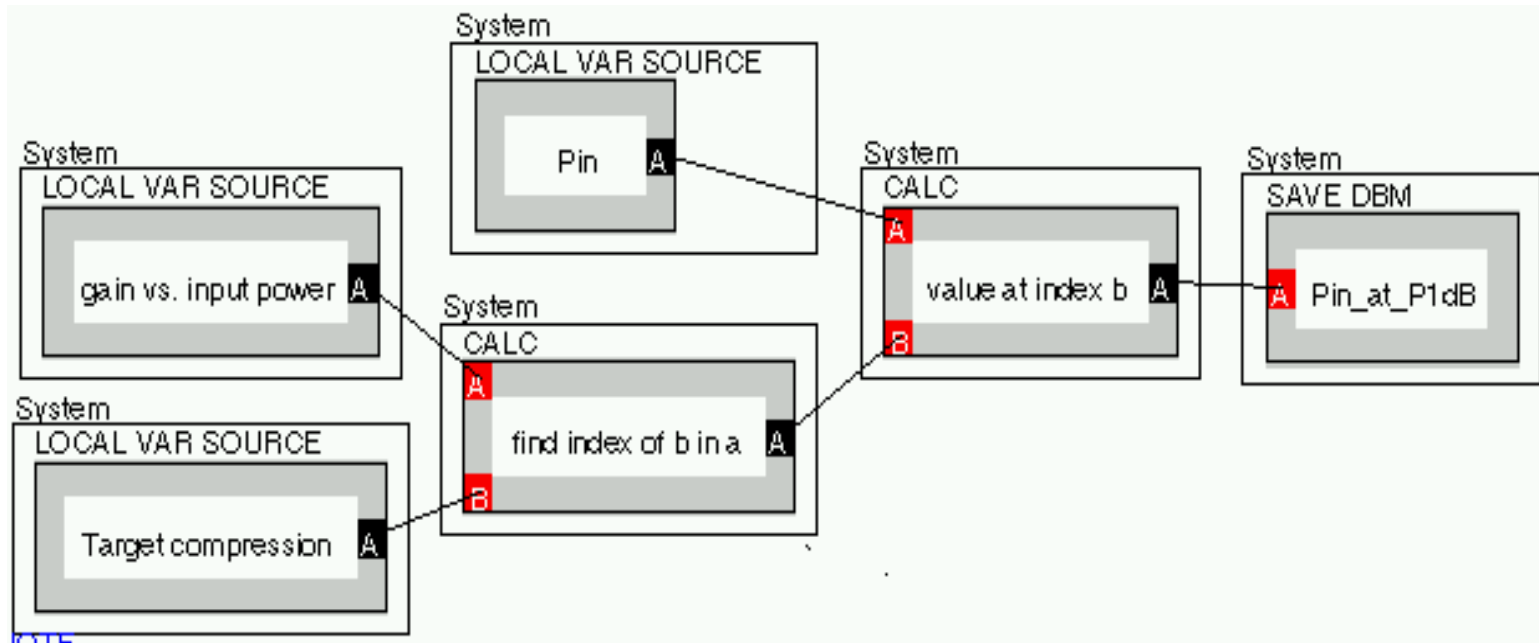 System
LOCAL VAR SOURCE
Pin
A
System
LOCAL VAR SOURCE
gain vs. input power
A
System
CALC
A
value at index b
A
B
System
SAVE DBM
A
Pin_at_P1dB
System
CALC
A
find index of b in a
A
B
System
LOCAL VAR SOURCE
Target compression
A